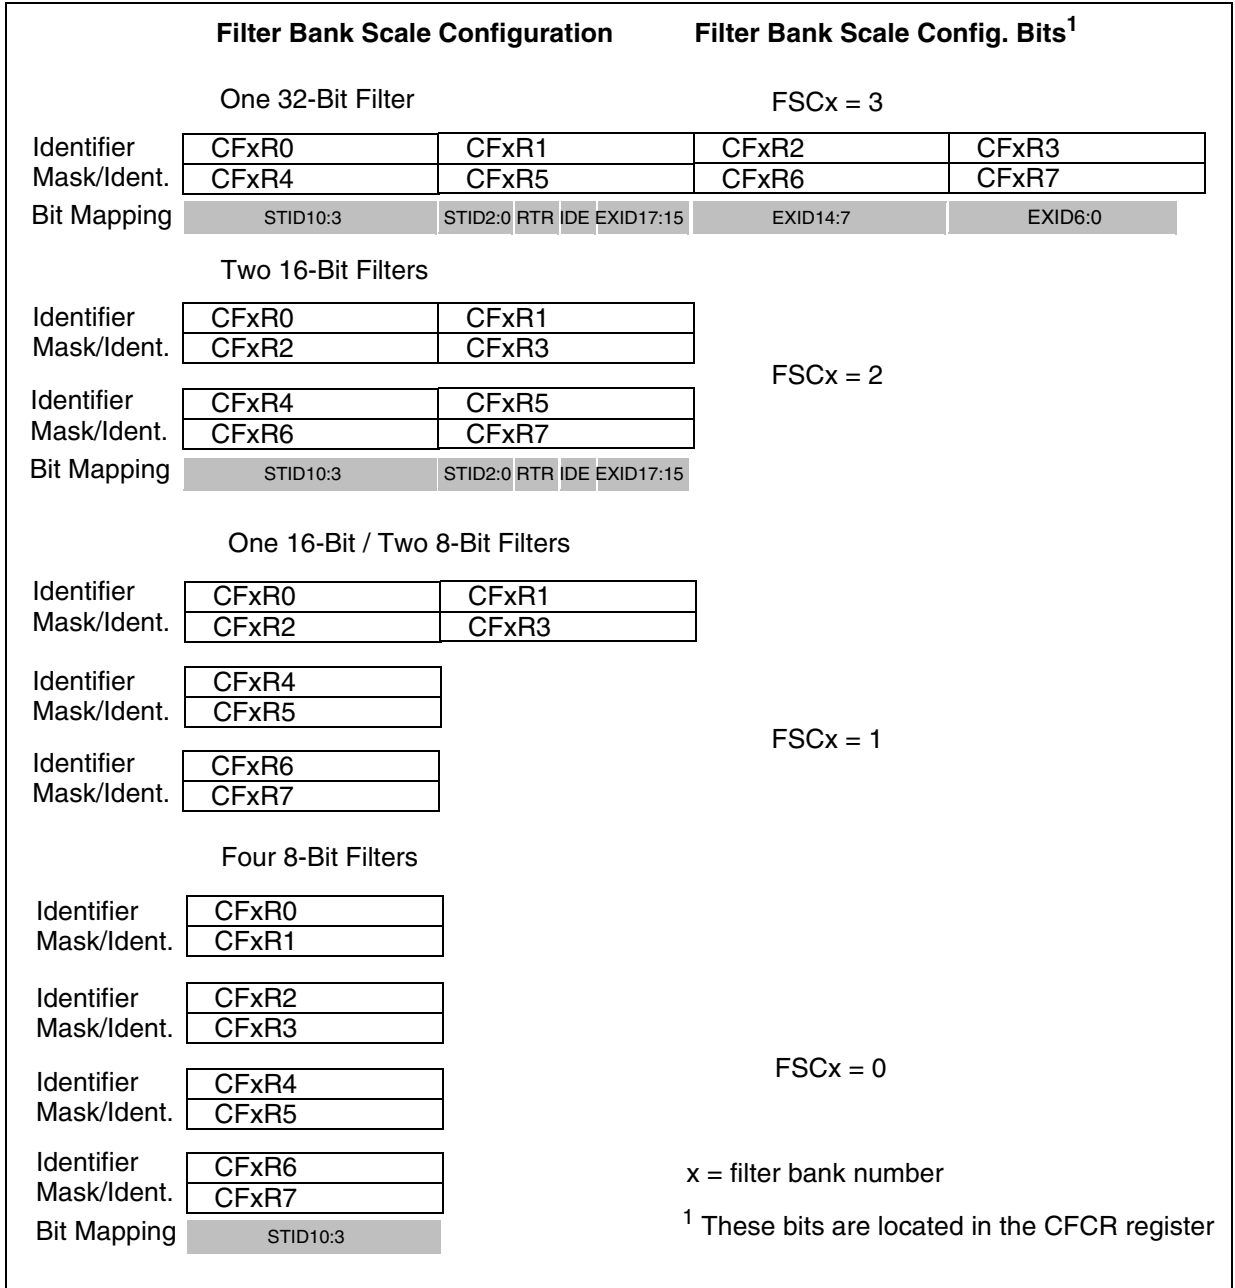 Filter Bank Scale Configuration Filter Bank Scale Config. Bits1
One 32-Bit Filter FSCx = 3
Identifier CFxR0 CFxR1 CFxR2 CFxR3
Mask/Ident. CFxR4 CFxR5 CFxR6 CFxR7
Bit Mapping STID10:3 STID2:0 RTR IDE EXID17:15 EXID14:7 EXID6:0
Two 16-Bit Filters
Identifier CFxR0 CFxR1
Mask/Ident. CFxR2 CFxR3
FSCx = 2
Identifier CFxR4 CFxR5
Mask/Ident. CFxR6 CFxR7
Bit Mapping STID10:3 STID2:0 RTR IDE EXID17:15
One 16-Bit / Two 8-Bit Filters
Identifier CFxR0 CFxR1
Mask/Ident. CFxR2 CFxR3
Identifier CFxR4
Mask/Ident. CFxR5
FSCx = 1
Identifier CFxR6
Mask/Ident. CFxR7
Four 8-Bit Filters
Identifier CFxR0
Mask/Ident. CFxR1
Identifier CFxR2
Mask/Ident. CFxR3
FSCx = 0
Identifier CFxR4
Mask/Ident. CFxR5
Identifier CFxR6
x = filter bank number
Mask/Ident. CFxR7
Bit Mapping STID10:3
1 These bits are located in the CFCR register